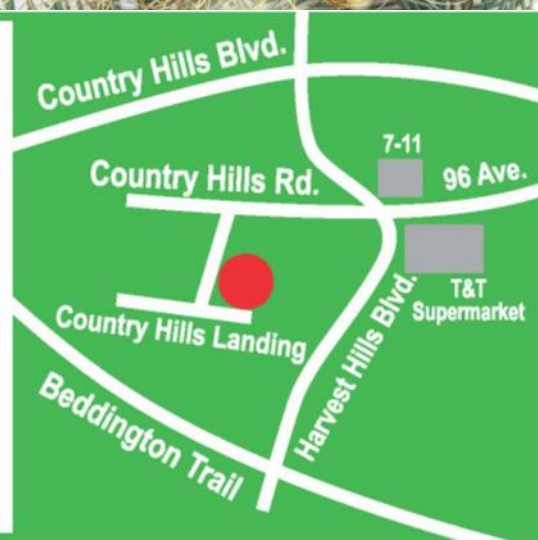 Country Hills Blvd.
7-11
Country Hills Rd.
96 Ave.
T&T
Supermarket
Country Hills Landing
Harvest Hills Blvd.
Beddington Trail